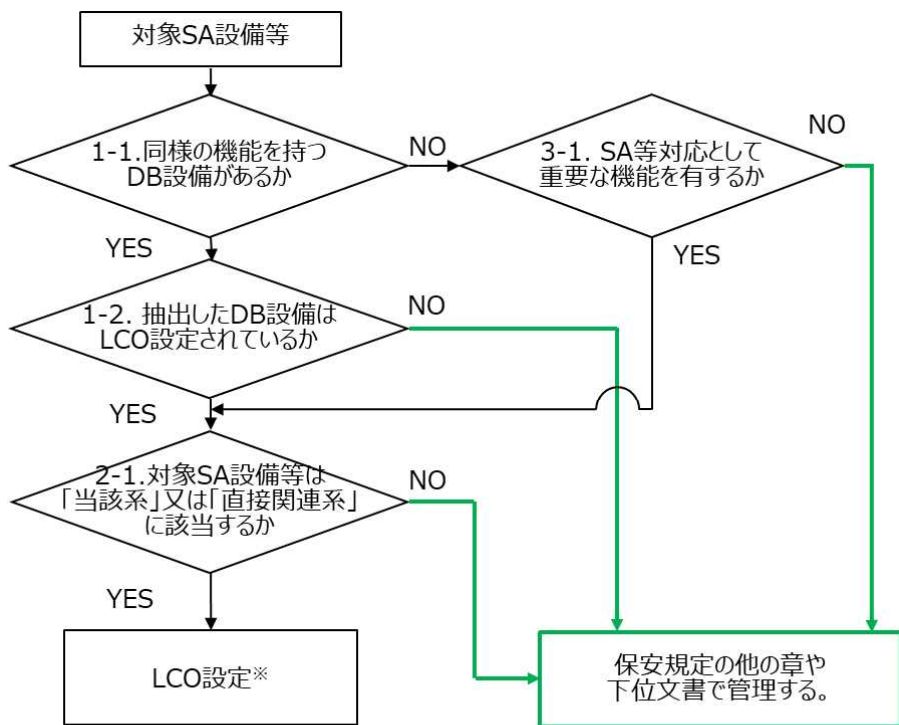 対象SA設備等
1-1.同様の機能を持つ
DB設備があるか
NO
3-1. SA等対応として
重要な機能を有するか
NO
YES
YES
1-2. 抽出したDB設備は
LCO設定されているか
NO
YES
2-1.対象SA設備等は
「当該系」又は「直接関連系」
に該当するか
NO
YES
LCO設定※
保安規定の他の章や
下位文書で管理する。